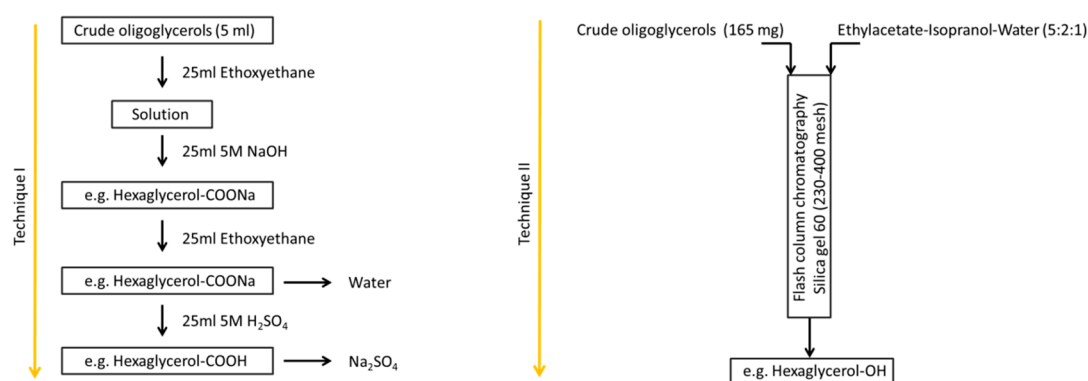 Technique I
Crude oligoglycerols (5 ml)
25ml Ethoxyethane
Solution
25ml 5M NaOH
e.g. Hexaglycerol-COONa
25ml Ethoxyethane
e.g. Hexaglycerol-COONa
Water
25ml 5M H₂SO₄
e.g. Hexaglycerol-COOH
Na₂SO₄
Technique II
Crude oligoglycerols (165 mg)
Ethylacetate-Isopranol-Water (5:2:1)
Flash column chromatography
Silica gel 60 (230-400 mesh)
e.g. Hexaglycerol-OH